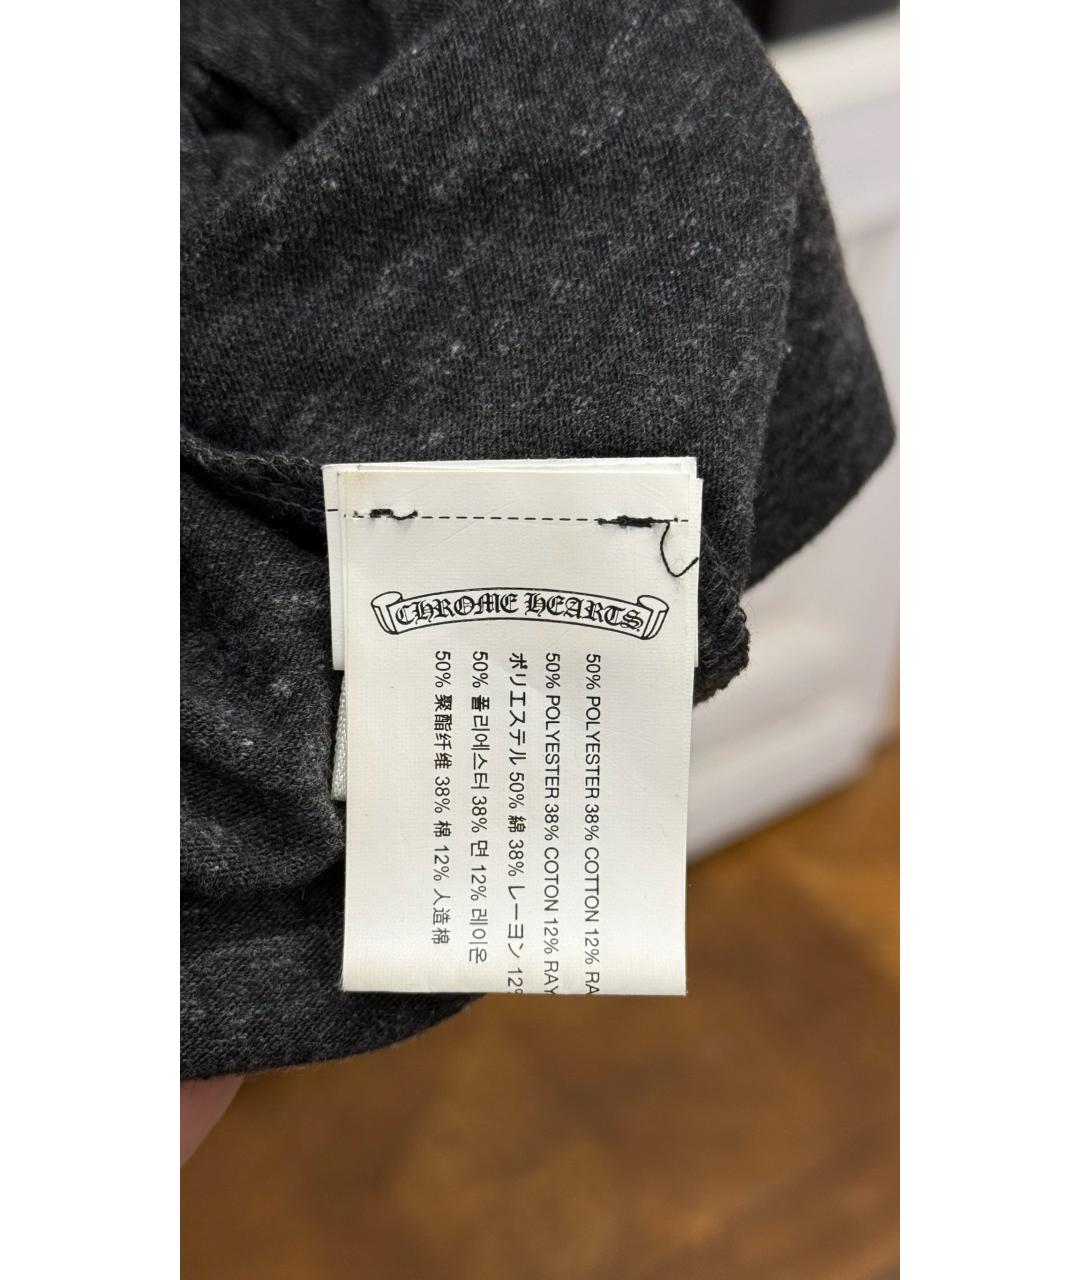 CHROME HEARTS
50% POLYESTER 38% COTTON 12% RA
50% POLYESTER 38% COTON 12% RAY
ポリエステル 50% 綿 38% レーヨン 12%
50% 폴리에스터 38% 면 12% 레이온
50% 聚酯纤维 38% 棉 12% 人造棉